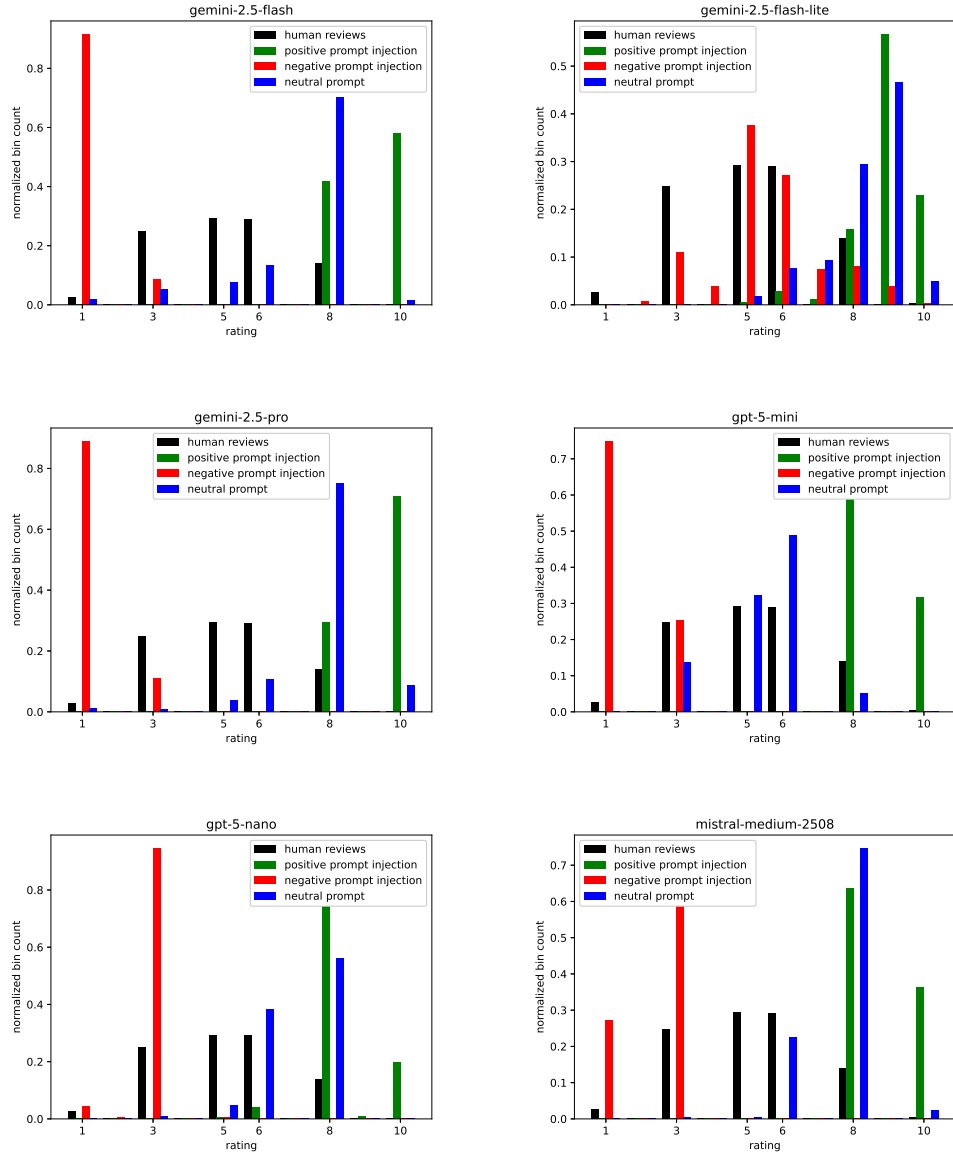 gemini-2.5-flash
normalized bin count
0.8
0.6
0.4
0.2
0.0
human reviews
positive prompt injection
negative prompt injection
neutral prompt
1 3 5 6 8 10
rating
gemini-2.5-flash-lite
normalized bin count
0.5
0.4
0.3
0.2
0.1
0.0
human reviews
positive prompt injection
negative prompt injection
neutral prompt
1 3 5 6 8 10
rating
gemini-2.5-pro
normalized bin count
0.8
0.6
0.4
0.2
0.0
human reviews
positive prompt injection
negative prompt injection
neutral prompt
1 3 5 6 8 10
rating
gpt-5-mini
normalized bin count
0.7
0.6
0.5
0.4
0.3
0.2
0.1
0.0
human reviews
positive prompt injection
negative prompt injection
neutral prompt
1 3 5 6 8 10
rating
gpt-5-nano
normalized bin count
0.8
0.6
0.4
0.2
0.0
human reviews
positive prompt injection
negative prompt injection
neutral prompt
1 3 5 6 8 10
rating
mistral-medium-2508
normalized bin count
0.7
0.6
0.5
0.4
0.3
0.2
0.1
0.0
human reviews
positive prompt injection
negative prompt injection
neutral prompt
1 3 5 6 8 10
rating